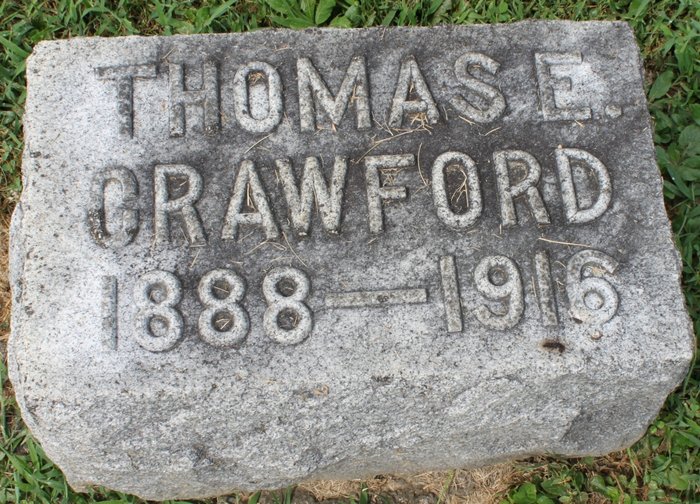 THOMAS E.
CRAWFORD
1888 — 1916